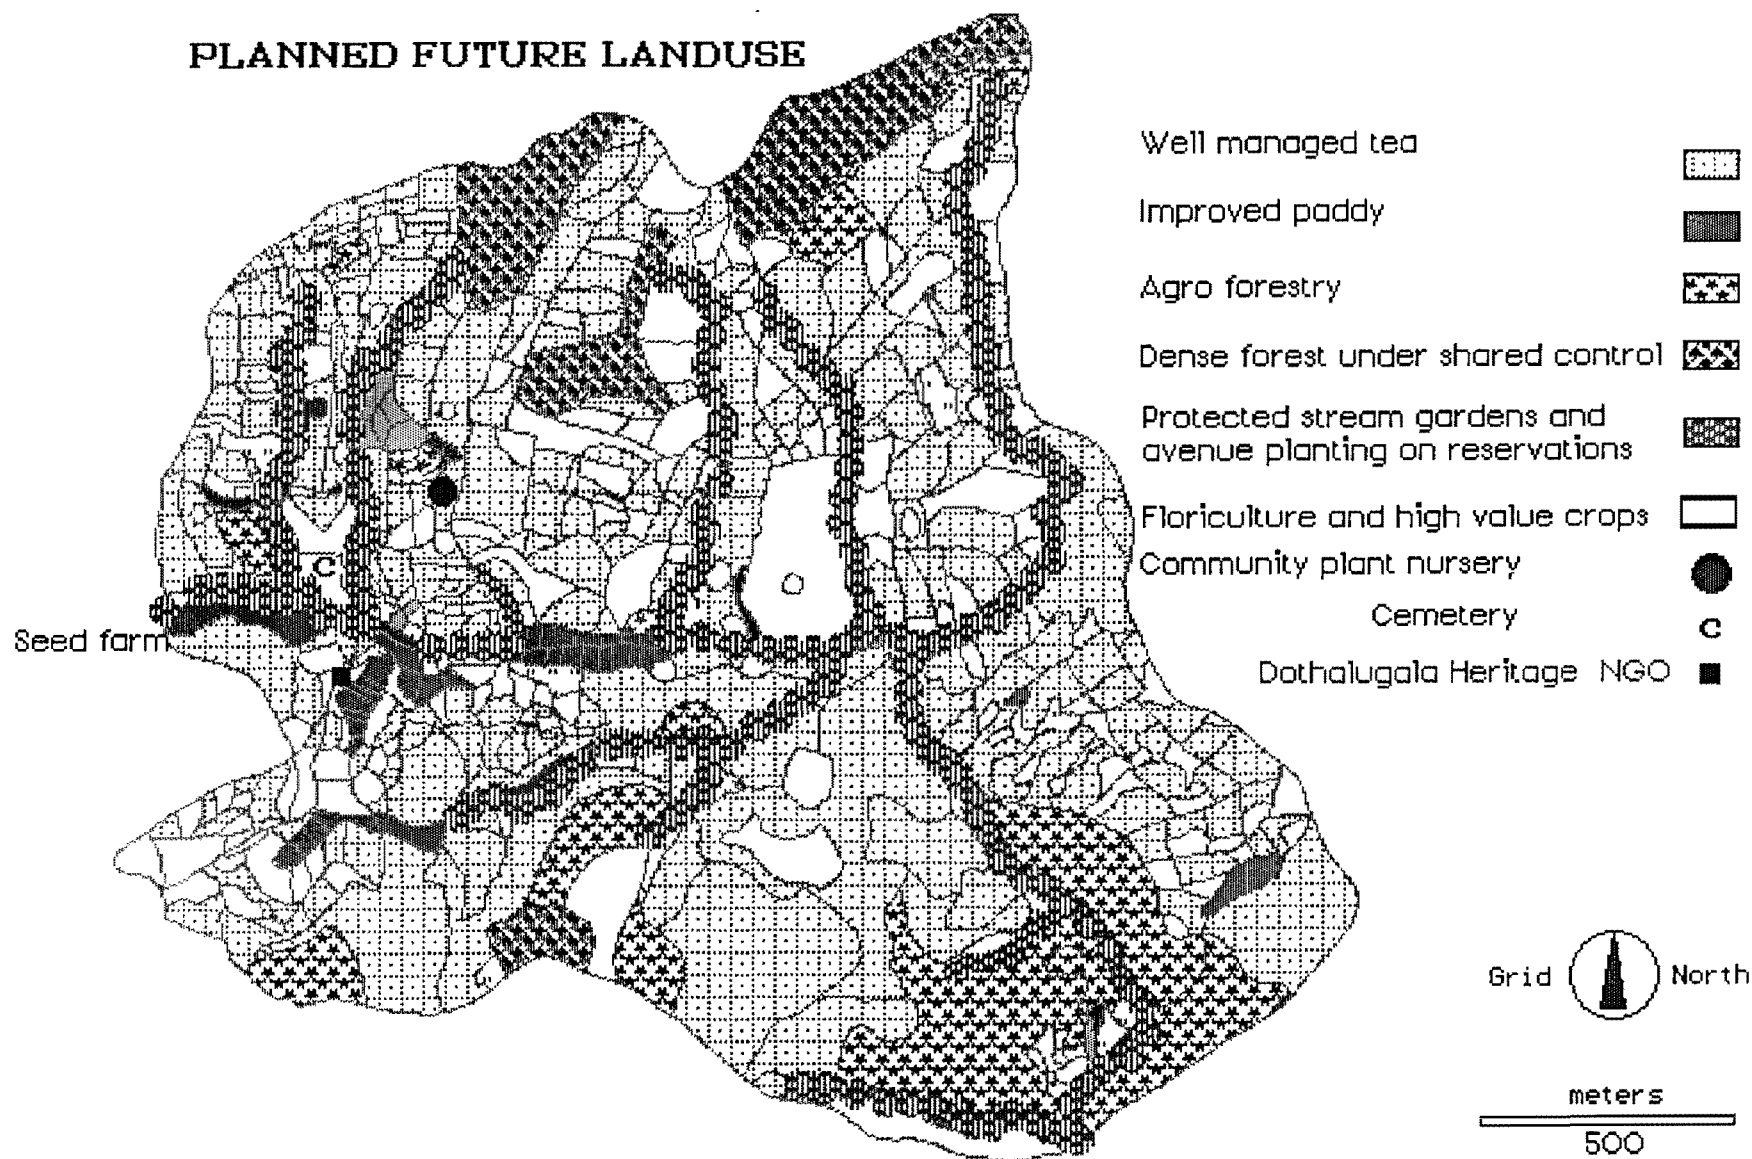 PLANNED FUTURE LANDUSE
Well managed tea
Improved paddy
Agro forestry
Dense forest under shared control
Protected stream gardens and
avenue planting on reservations
Floriculture and high value crops
Community plant nursery
Cemetery C
Dothalugala Heritage NGO
C
Seed farm
Grid North
meters
500